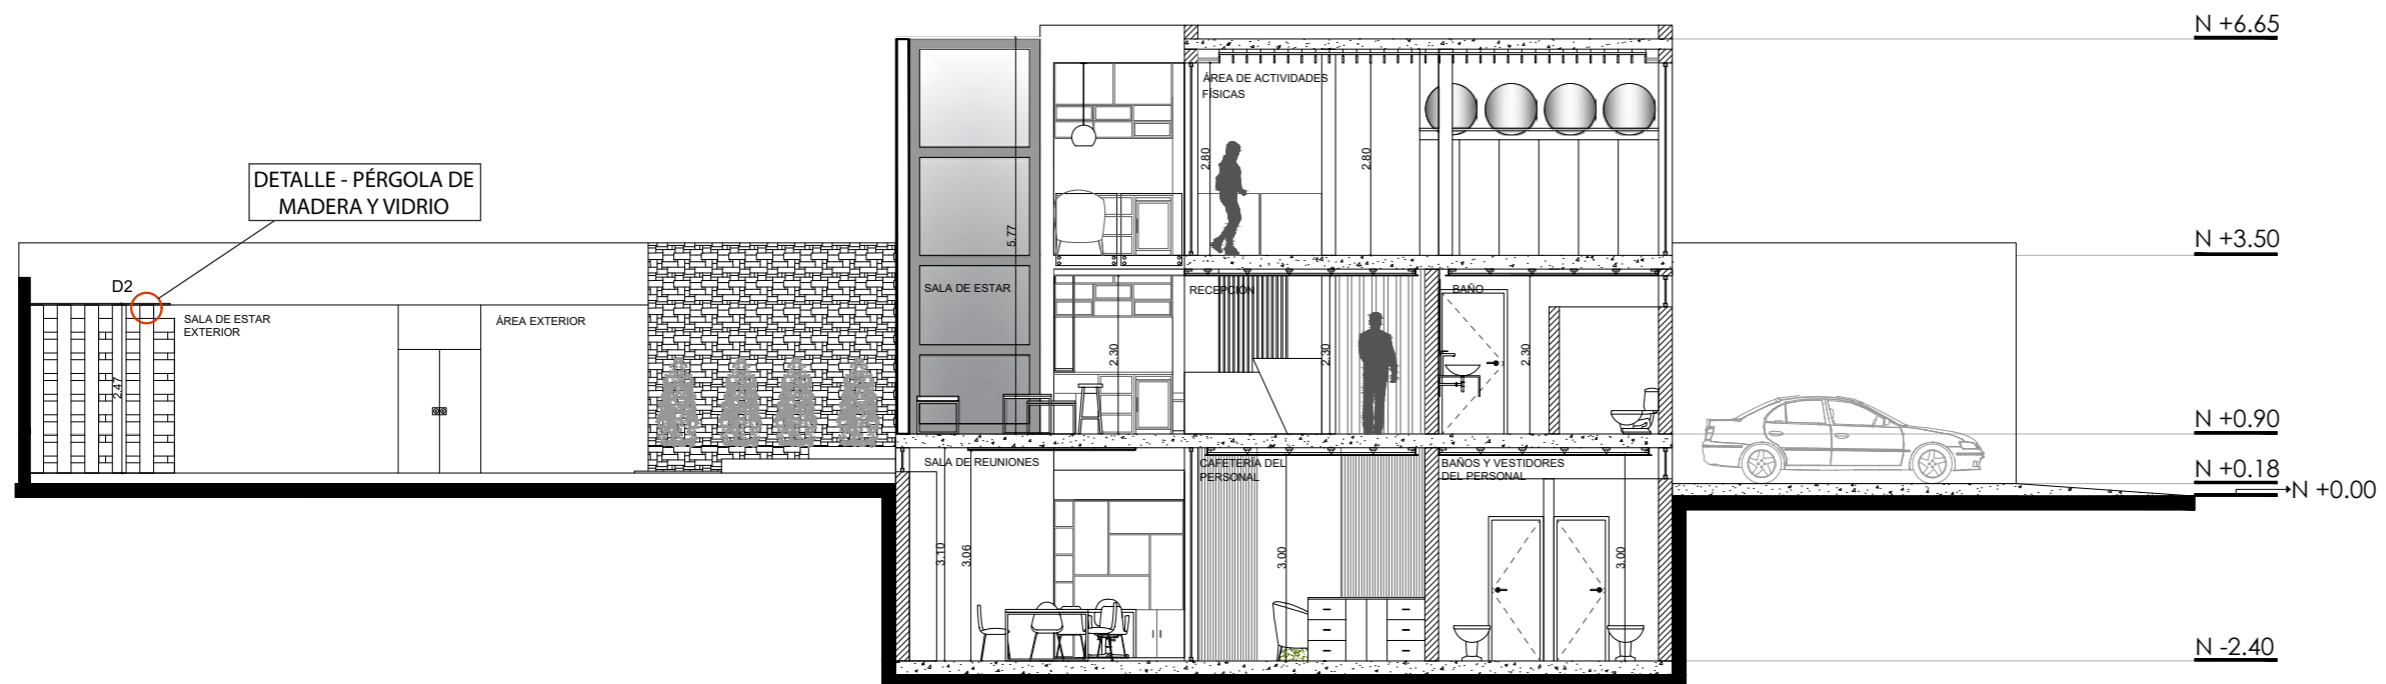 N +6.65
ÁREA DE ACTIVIDADES
FÍSICAS
2.80
2.80
DETALLE - PÉRGOLA DE
MADERA Y VIDRIO
5.77
N +3.50
D2
SALA DE ESTAR
EXTERIOR
ÁREA EXTERIOR
SALA DE ESTAR
RECEPCIÓN
BAÑO
2.47
2.30
2.30
2.30
N +0.90
SALA DE REUNIONES
CAFETERÍA DEL
PERSONAL
BAÑOS Y VESTIDORES
DEL PERSONAL
N +0.18
N +0.00
3.10
3.06
3.00
3.00
N -2.40